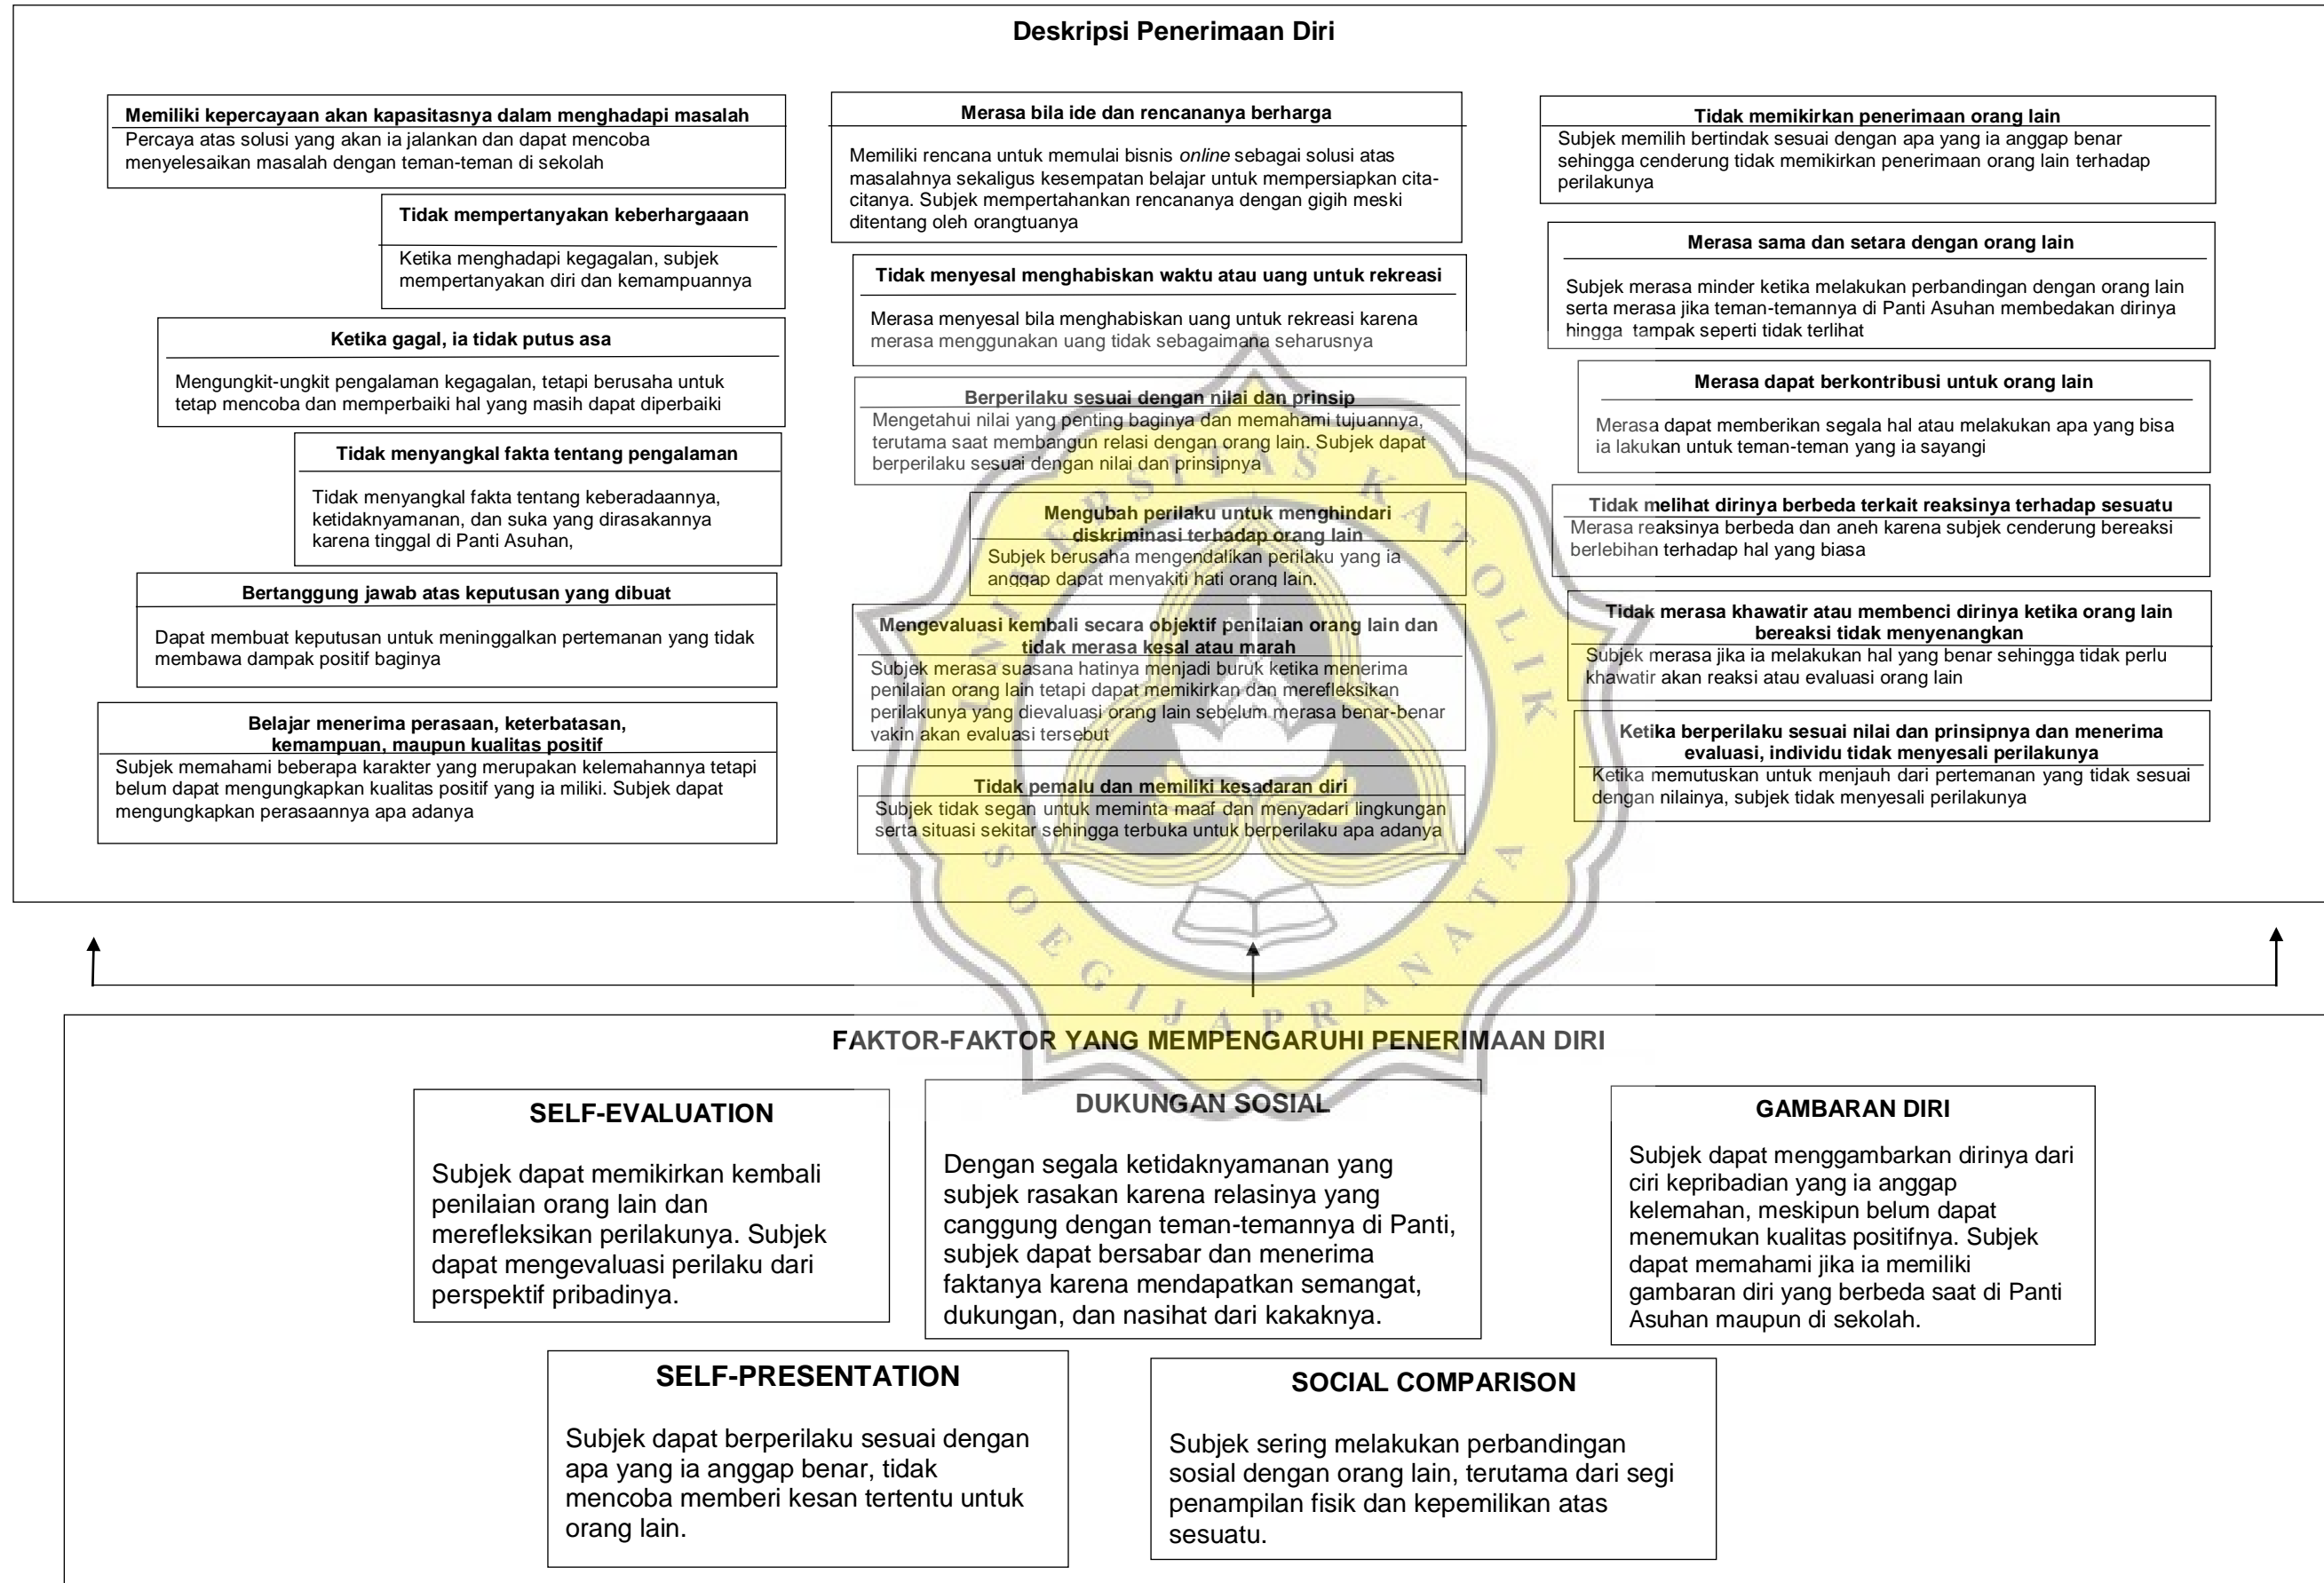 Deskripsi Penerimaan Diri
Memiliki kepercayaan akan kapasitasnya dalam menghadapi masalah
Percaya atas solusi yang akan ia jalankan dan dapat mencoba
menyelesaikan masalah dengan teman-teman di sekolah
Tidak mempertanyakan keberhargaaan
Ketika menghadapi kegagalan, subjek
mempertanyakan diri dan kemampuannya
Ketika gagal, ia tidak putus asa
Mengungkit-ungkit pengalaman kegagalan, tetapi berusaha untuk
tetap mencoba dan memperbaiki hal yang masih dapat diperbaiki
Tidak menyangkal fakta tentang pengalaman
Tidak menyangkal fakta tentang keberadaannya,
ketidaknyamanan, dan suka yang dirasakannya
karena tinggal di Panti Asuhan,
Bertanggung jawab atas keputusan yang dibuat
Dapat membuat keputusan untuk meninggalkan pertemanan yang tidak
membawa dampak positif baginya
Belajar menerima perasaan, keterbatasan,
kemampuan, maupun kualitas positif
Subjek memahami beberapa karakter yang merupakan kelemahannya tetapi
belum dapat mengungkapkan kualitas positif yang ia miliki. Subjek dapat
mengungkapkan perasaannya apa adanya
Merasa bila ide dan rencananya berharga
Memiliki rencana untuk memulai bisnis online sebagai solusi atas
masalahnya sekaligus kesempatan belajar untuk mempersiapkan cita-
citanya. Subjek mempertahankan rencananya dengan gigih meski
ditentang oleh orangtuanya
Tidak menyesal menghabiskan waktu atau uang untuk rekreasi
Merasa menyesal bila menghabiskan uang untuk rekreasi karena
merasa menggunakan uang tidak sebagaimana seharusnya
Berperilaku sesuai dengan nilai dan prinsip
Mengetahui nilai yang penting baginya dan memahami tujuannya,
terutama saat membangun relasi dengan orang lain. Subjek dapat
berperilaku sesuai dengan nilai dan prinsipnya
Mengubah perilaku untuk menghindari
diskriminasi terhadap orang lain
Subjek berusaha mengendalikan perilaku yang ia
anggap dapat menyakiti hati orang lain.
Mengevaluasi kembali secara objektif penilaian orang lain dan
tidak merasa kesal atau marah
Subjek merasa suasana hatinya menjadi buruk ketika menerima
penilaian orang lain tetapi dapat memikirkan dan merefleksikan
perilakunya yang dievaluasi orang lain sebelum merasa benar-benar
yakin akan evaluasi tersebut
Tidak pemalu dan memiliki kesadaran diri
Subjek tidak segan untuk meminta maaf dan menyadari lingkungan
serta situasi sekitar sehingga terbuka untuk berperilaku apa adanya
Tidak memikirkan penerimaan orang lain
Subjek memilih bertindak sesuai dengan apa yang ia anggap benar
sehingga cenderung tidak memikirkan penerimaan orang lain terhadap
perilakunya
Merasa sama dan setara dengan orang lain
Subjek merasa minder ketika melakukan perbandingan dengan orang lain
serta merasa jika teman-temannya di Panti Asuhan membedakan dirinya
hingga tampak seperti tidak terlihat
Merasa dapat berkontribusi untuk orang lain
Merasa dapat memberikan segala hal atau melakukan apa yang bisa
ia lakukan untuk teman-teman yang ia sayangi
Tidak melihat dirinya berbeda terkait reaksinya terhadap sesuatu
Merasa reaksinya berbeda dan aneh karena subjek cenderung bereaksi
berlebihan terhadap hal yang biasa
Tidak merasa khawatir atau membenci dirinya ketika orang lain
bereaksi tidak menyenangkan
Subjek merasa jika ia melakukan hal yang benar sehingga tidak perlu
khawatir akan reaksi atau evaluasi orang lain
Ketika berperilaku sesuai nilai dan prinsipnya dan menerima
evaluasi, individu tidak menyesali perilakunya
Ketika memutuskan untuk menjauh dari pertemanan yang tidak sesuai
dengan nilainya, subjek tidak menyesali perilakunya
UNIVERSITAS KATOLIK
SOEGIJAPRANATA
FAKTOR-FAKTOR YANG MEMPENGARUHI PENERIMAAN DIRI
SELF-EVALUATION
Subjek dapat memikirkan kembali
penilaian orang lain dan
merefleksikan perilakunya. Subjek
dapat mengevaluasi perilaku dari
perspektif pribadinya.
DUKUNGAN SOSIAL
Dengan segala ketidaknyamanan yang
subjek rasakan karena relasinya yang
canggung dengan teman-temannya di Panti,
subjek dapat bersabar dan menerima
faktanya karena mendapatkan semangat,
dukungan, dan nasihat dari kakaknya.
GAMBARAN DIRI
Subjek dapat menggambarkan dirinya dari
ciri kepribadian yang ia anggap
kelemahan, meskipun belum dapat
menemukan kualitas positifnya. Subjek
dapat memahami jika ia memiliki
gambaran diri yang berbeda saat di Panti
Asuhan maupun di sekolah.
SELF-PRESENTATION
Subjek dapat berperilaku sesuai dengan
apa yang ia anggap benar, tidak
mencoba memberi kesan tertentu untuk
orang lain.
SOCIAL COMPARISON
Subjek sering melakukan perbandingan
sosial dengan orang lain, terutama dari segi
penampilan fisik dan kepemilikan atas
sesuatu.